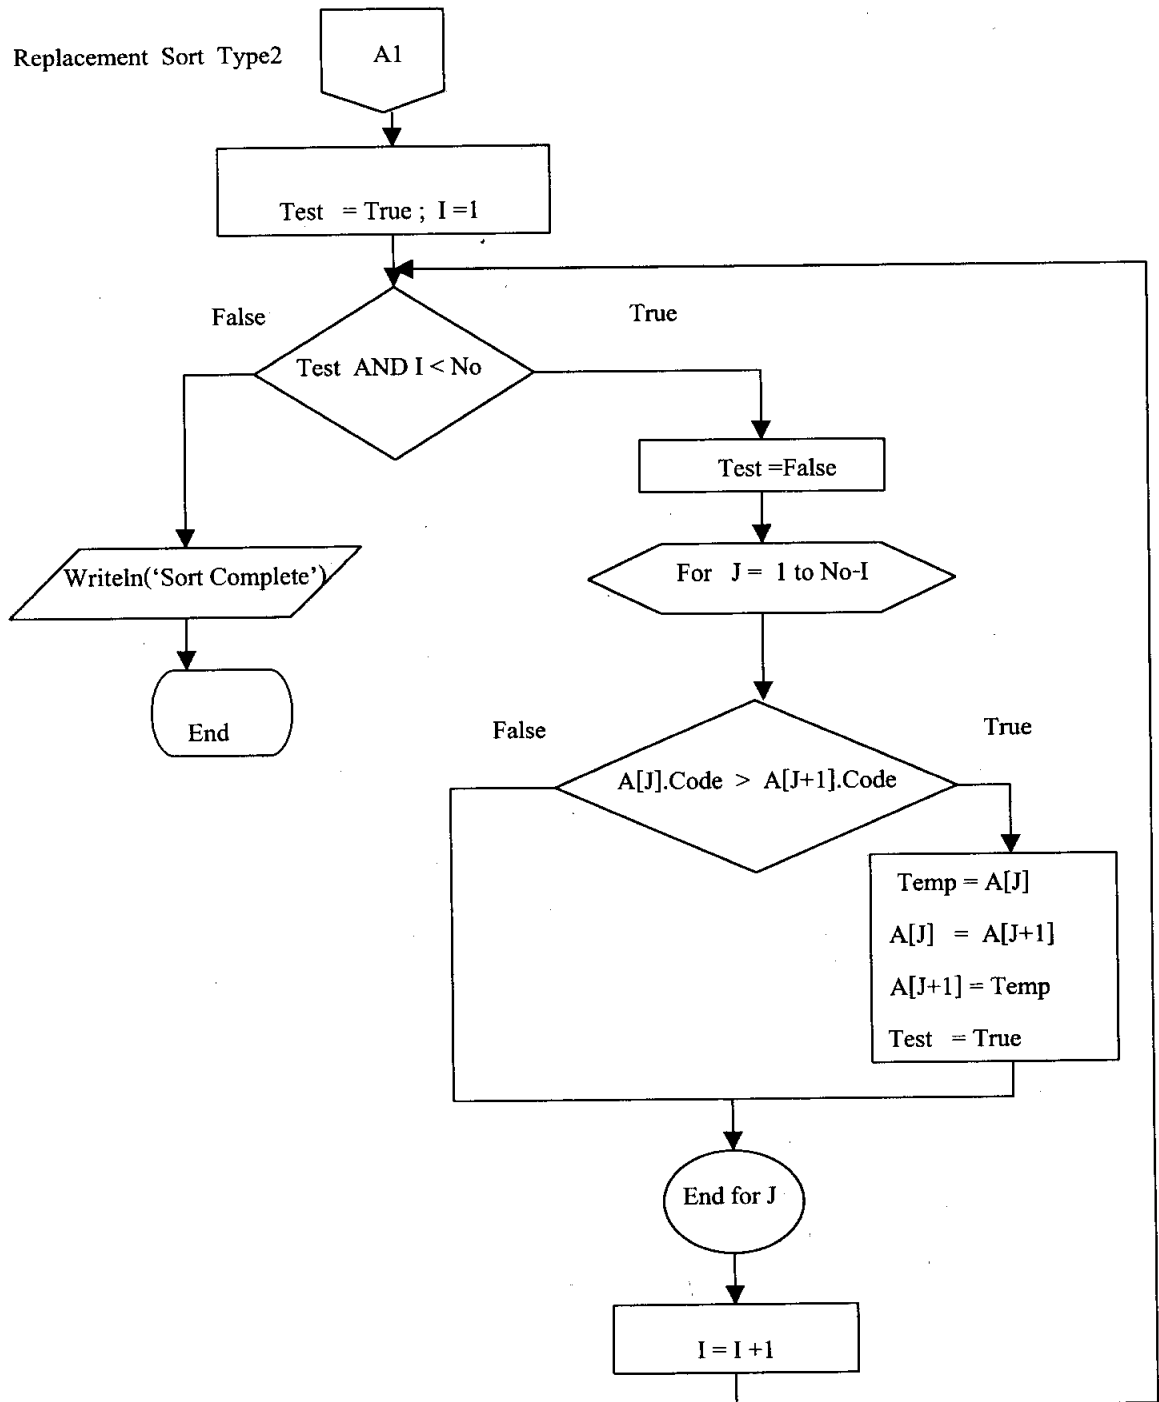 Replacement Sort Type2
A1
Test = True ; I =1
False
True
Test AND I < No
Test =False
Writeln(‘Sort Complete’)
For J = 1 to No-I
End
False
True
A[J].Code > A[J+1].Code
Temp = A[J]
A[J] = A[J+1]
A[J+1] = Temp
Test = True
End for J
I = I +1